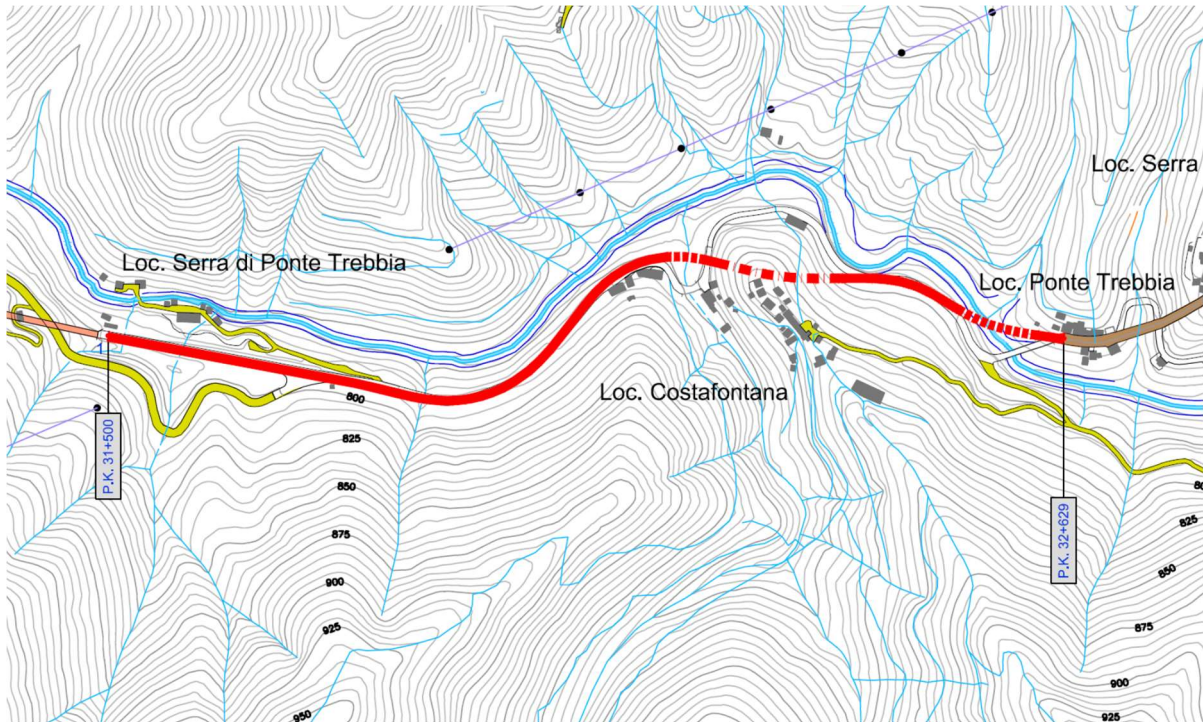 Loc. Serra
Loc. Serra di Ponte Trebbia
Loc. Ponte Trebbia
Loc. Costafontana
800
825
850
875
900
925
950
P.K. 31+500
P.K. 32+629
80
825
850
875
900
925